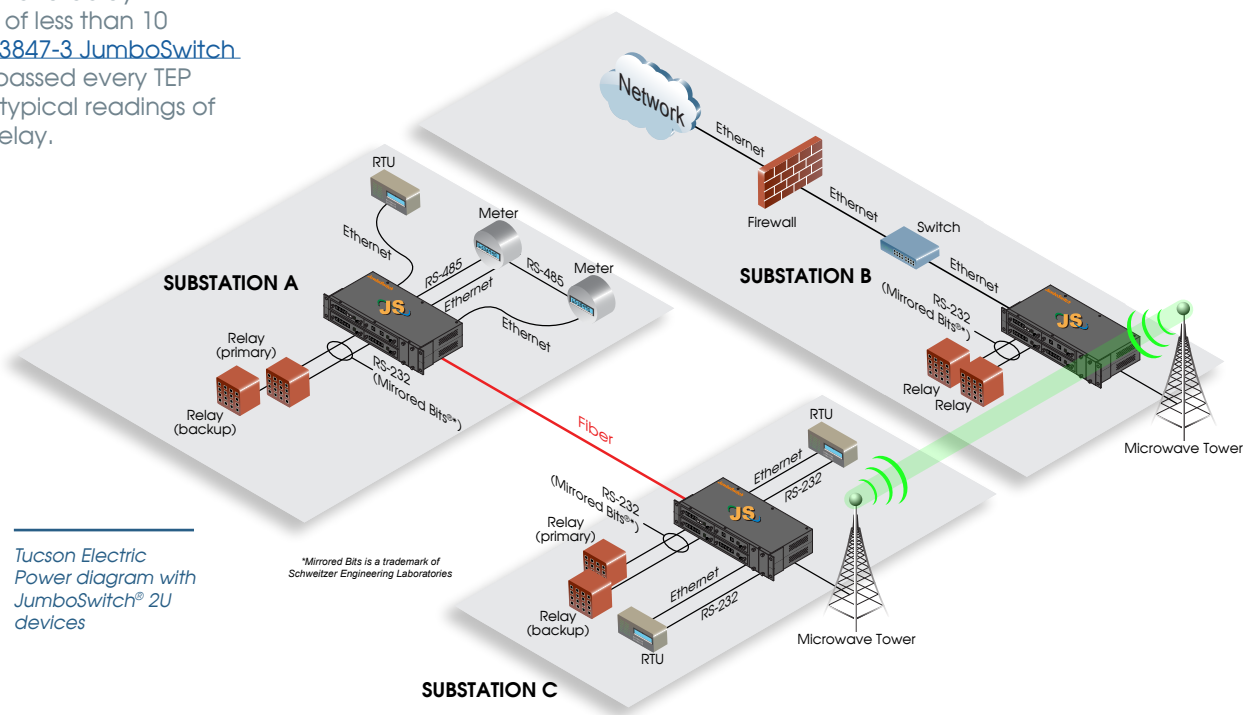 of less than 10
3847-3 JumboSwitch
passed every TEP
typical readings of
elay.
Network
Ethernet
Firewall
Ethernet
Switch
Ethernet
SUBSTATION B
RS-232
(Mirrored Bits®*)
JS
Relay
Relay
Microwave Tower
RTU
Ethernet
Meter
RS-485
RS-485
Meter
Ethernet
Ethernet
SUBSTATION A
JS
Relay
(primary)
RS-232
(Mirrored Bits®*)
Relay
(backup)
Fiber
RTU
Ethernet
RS-232
RS-232
(Mirrored Bits®*)
JS
Relay
(primary)
Relay
(backup)
Ethernet
RS-232
RTU
Microwave Tower
SUBSTATION C
Tucson Electric
Power diagram with
JumboSwitch® 2U
devices
*Mirrored Bits is a trademark of
Schweitzer Engineering Laboratories